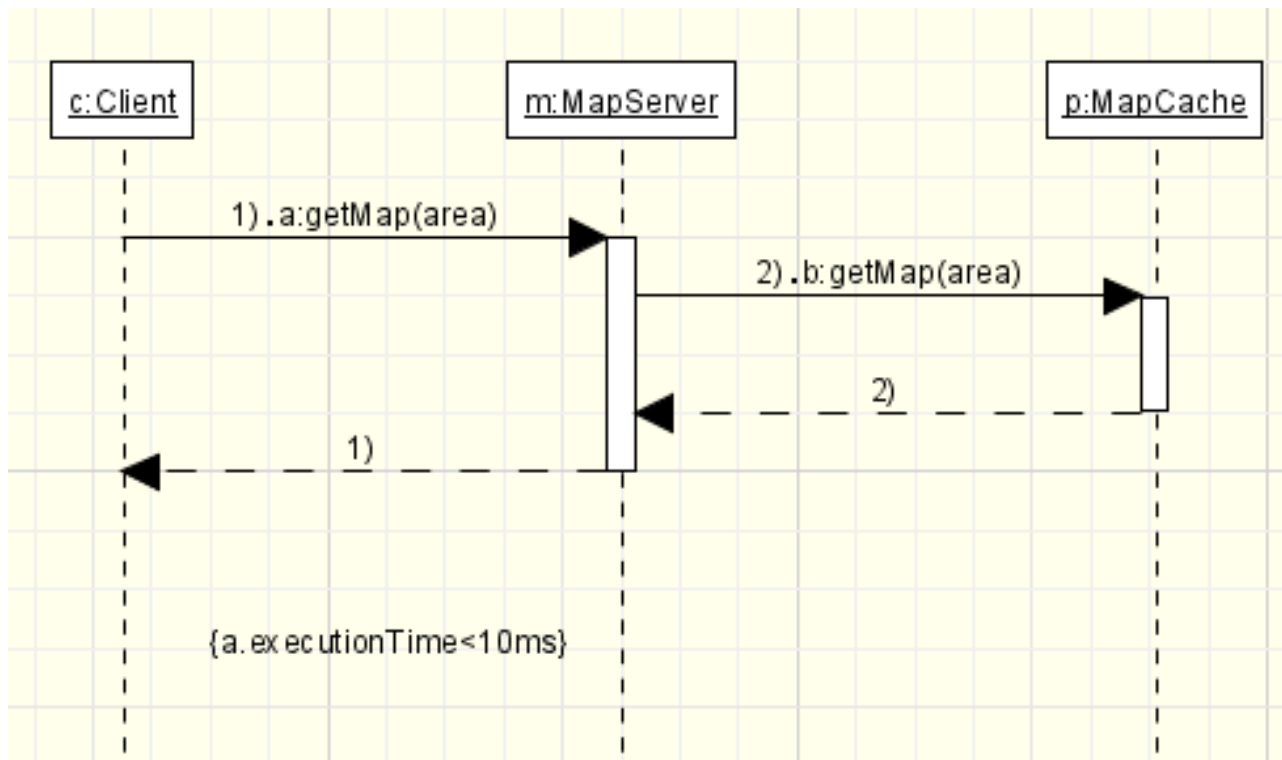 c:Client
m:MapServer
p:MapCache
1).a:getMap(area)
2).b:getMap(area)
2)
1)
{a.executionTime<10ms}